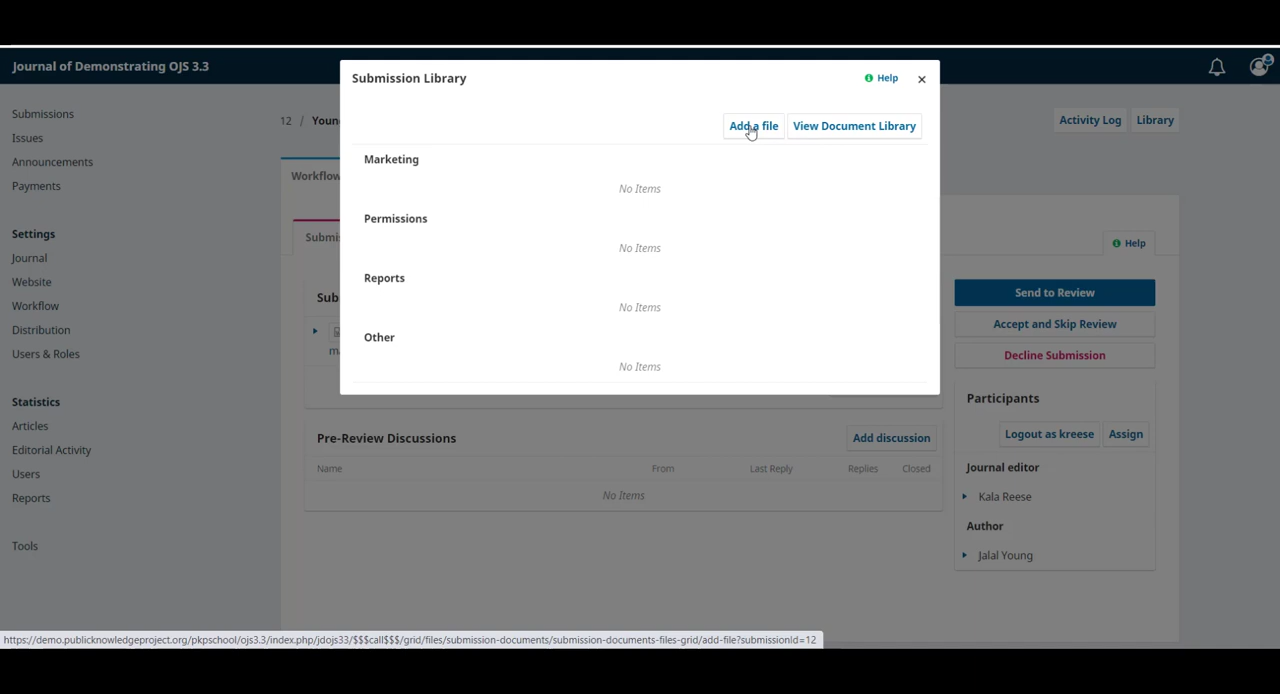 Journal of Demonstrating OJS 3.3
Submissions
Issues
Announcements
Payments
Settings
Journal
Website
Workflow
Distribution
Users & Roles
Statistics
Articles
Editorial Activity
Users
Reports
Tools
12 / Youn
Activity Log
Library
Workflow
Submis
Help
Sub
ma
Submission Library
Help
Add a file
View Document Library
Marketing
No Items
Permissions
No Items
Reports
No Items
Other
No Items
Pre-Review Discussions
Add discussion
Name From Last Reply Replies Closed
No Items
Send to Review
Accept and Skip Review
Decline Submission
Participants
Logout as kreese
Assign
Journal editor
Kala Reese
Author
Jalal Young
https://demo.publicknowledgeproject.org/pkpschool/ojs3.3/index.php/jdojs33/$$$call$$$/grid/files/submission-documents/submission-documents-files-grid/add-file?submissionId=12